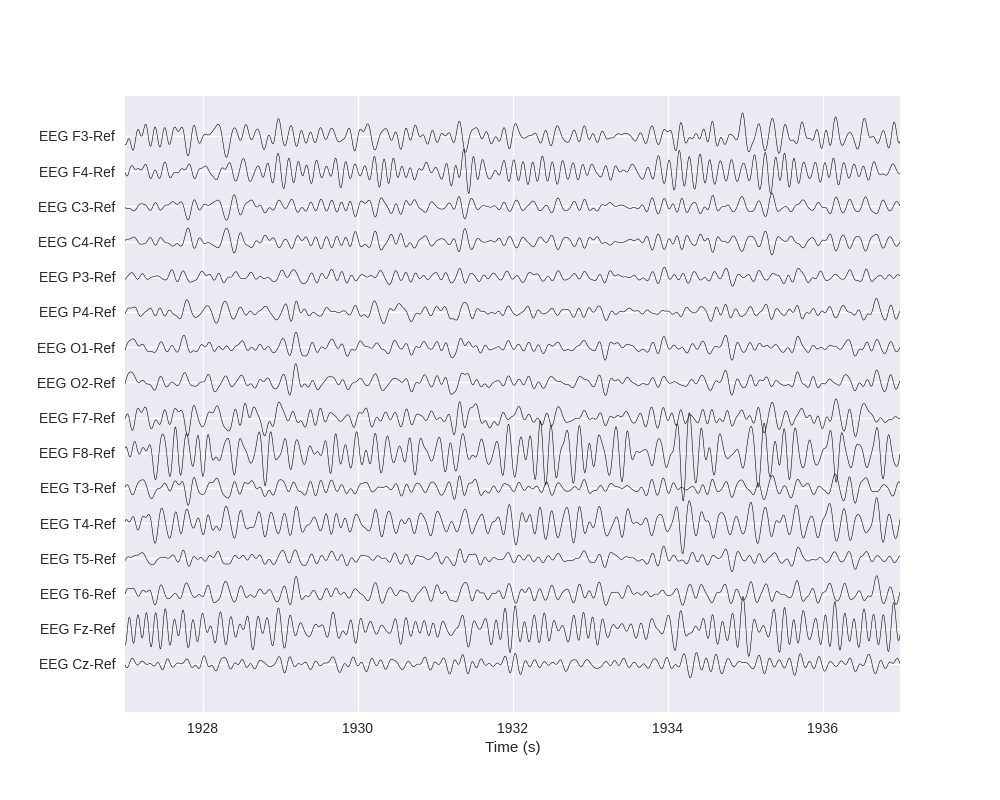 EEG F3-Ref
EEG F4-Ref
EEG C3-Ref
EEG C4-Ref
EEG P3-Ref
EEG P4-Ref
EEG O1-Ref
EEG O2-Ref
EEG F7-Ref
EEG F8-Ref
EEG T3-Ref
EEG T4-Ref
EEG T5-Ref
EEG T6-Ref
EEG Fz-Ref
EEG Cz-Ref
1928 1930 1932 1934 1936
Time (s)